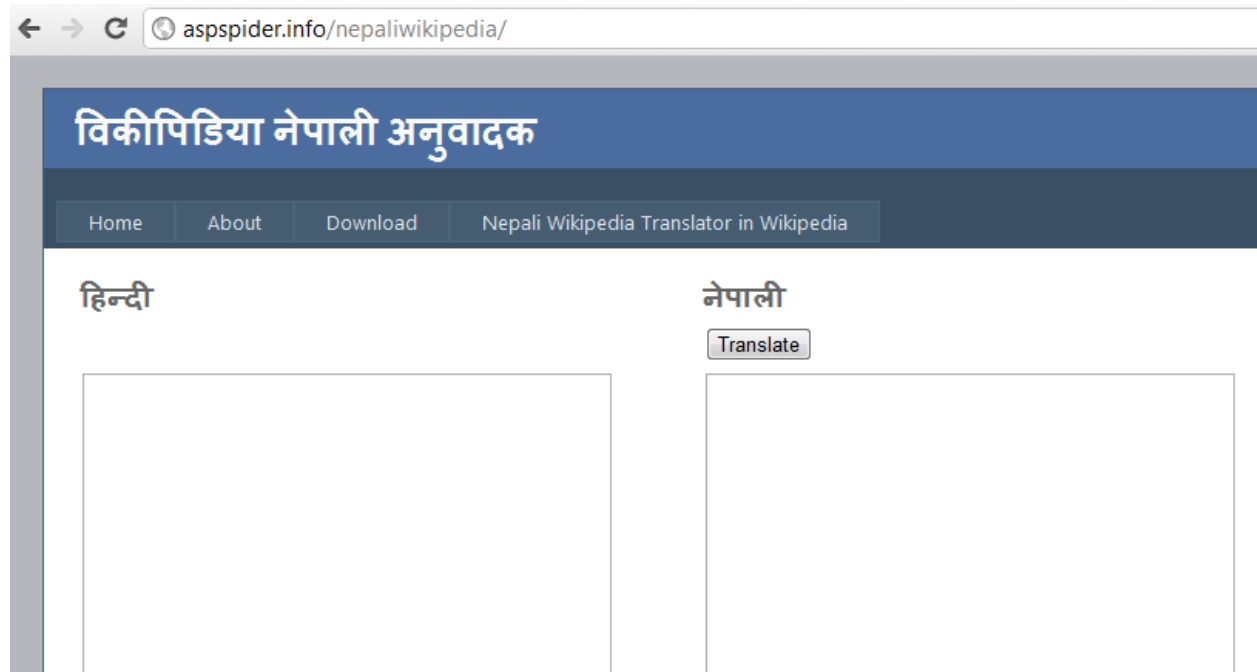 aspspider.info/nepaliwikipedia/
विकीपिडिया नेपाली अनुवादक
Home About Download Nepali Wikipedia Translator in Wikipedia
हिन्दी नेपाली
Translate